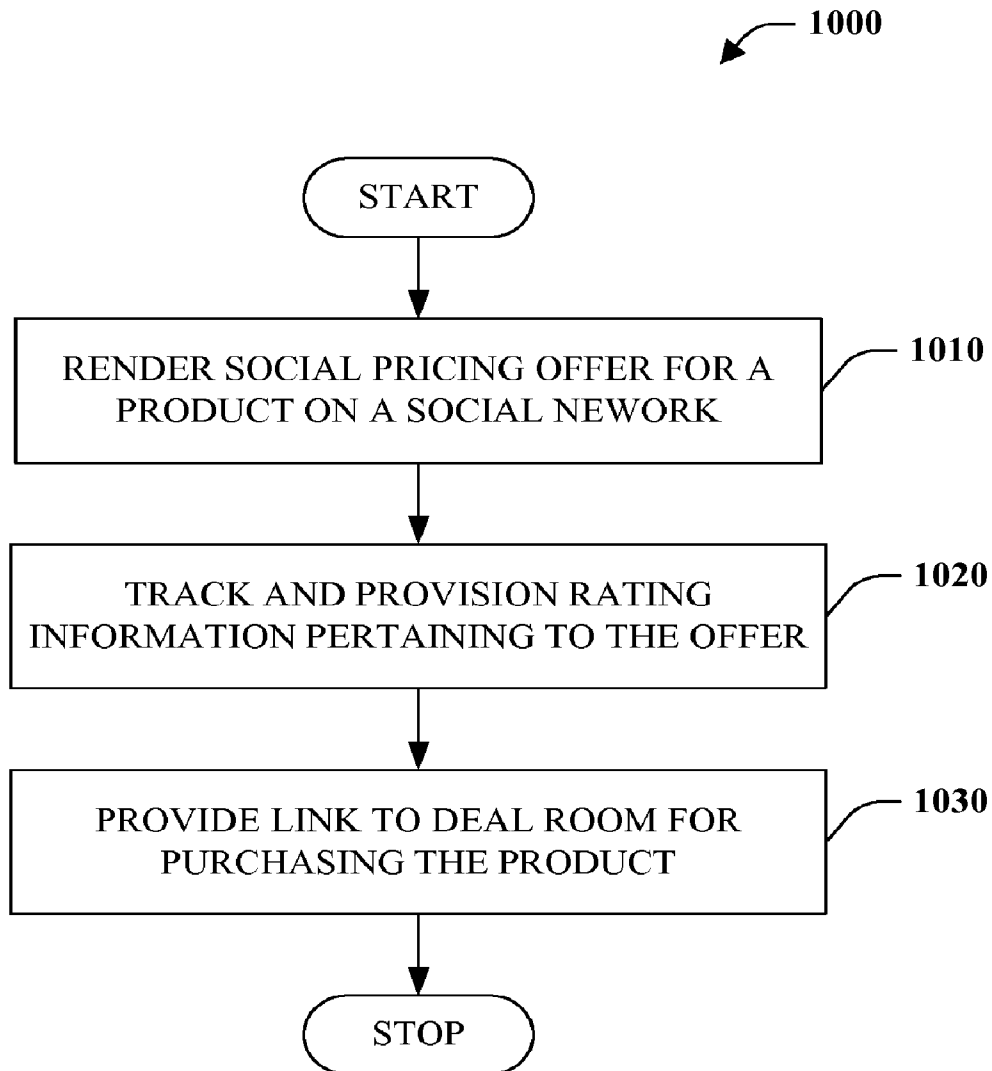 1000
START
RENDER SOCIAL PRICING OFFER FOR A
PRODUCT ON A SOCIAL NEWORK
1010
TRACK AND PROVISION RATING
INFORMATION PERTAINING TO THE OFFER
1020
PROVIDE LINK TO DEAL ROOM FOR
PURCHASING THE PRODUCT
1030
STOP